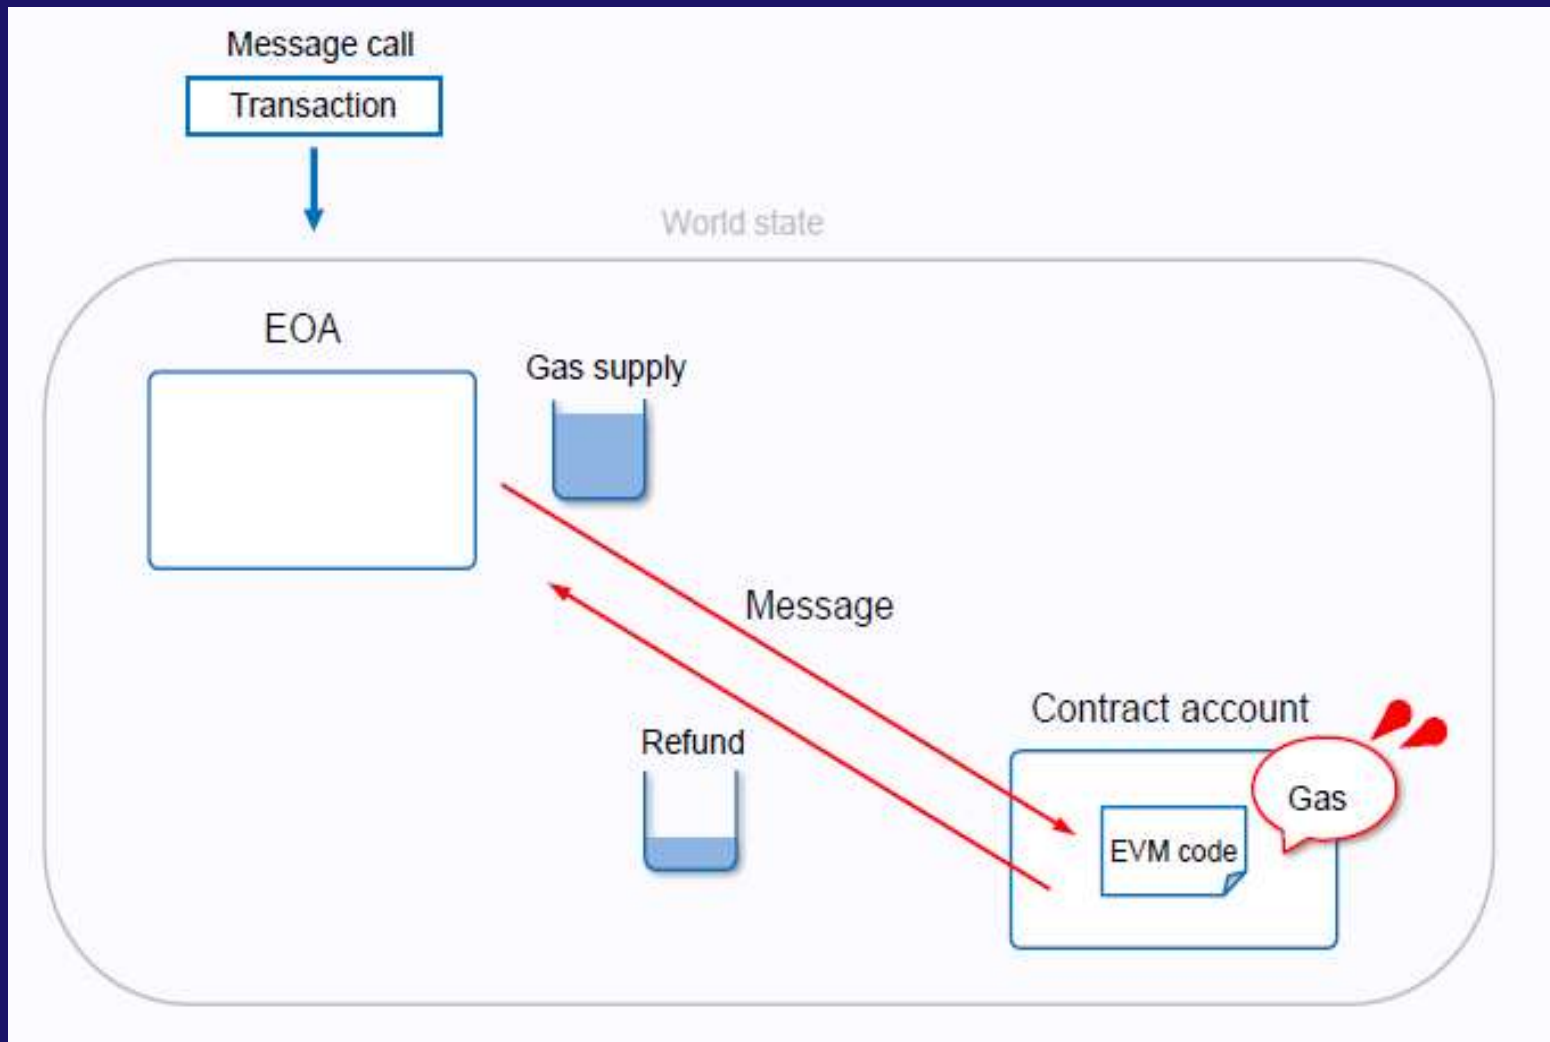 Message call
Transaction
World state
EOA
Gas supply
Message
Contract account
Refund
Gas
EVM code